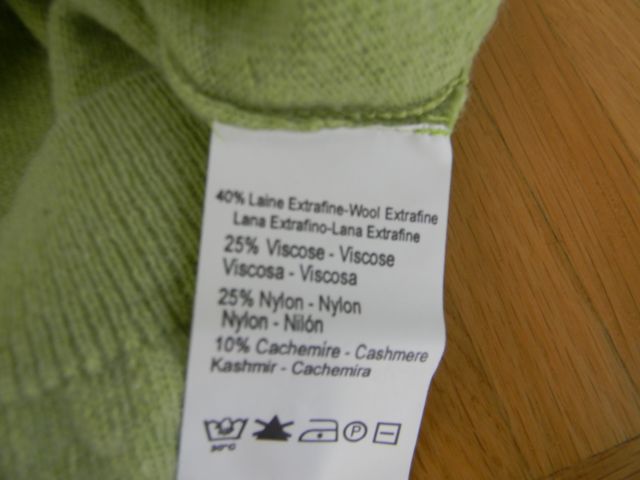 40% Laine Extrafine-Wool Extrafine
Lana Extrafino-Lana Extrafine
25% Viscose - Viscose
Viscosa - Viscosa
25% Nylon - Nylon
Nylon - Nilón
10% Cachemire - Cashmere
Kashmir - Cachemira
P
30°C